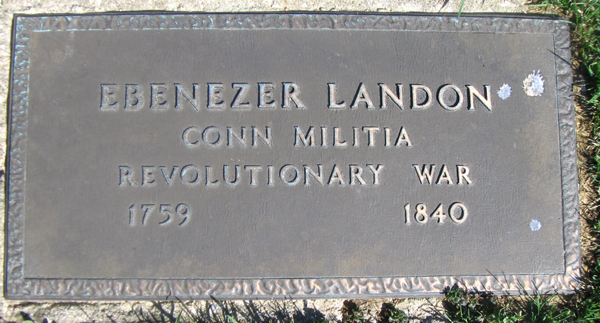 EBENEZER LANDON
CONN MILITIA
REVOLUTIONARY WAR
1759 1840